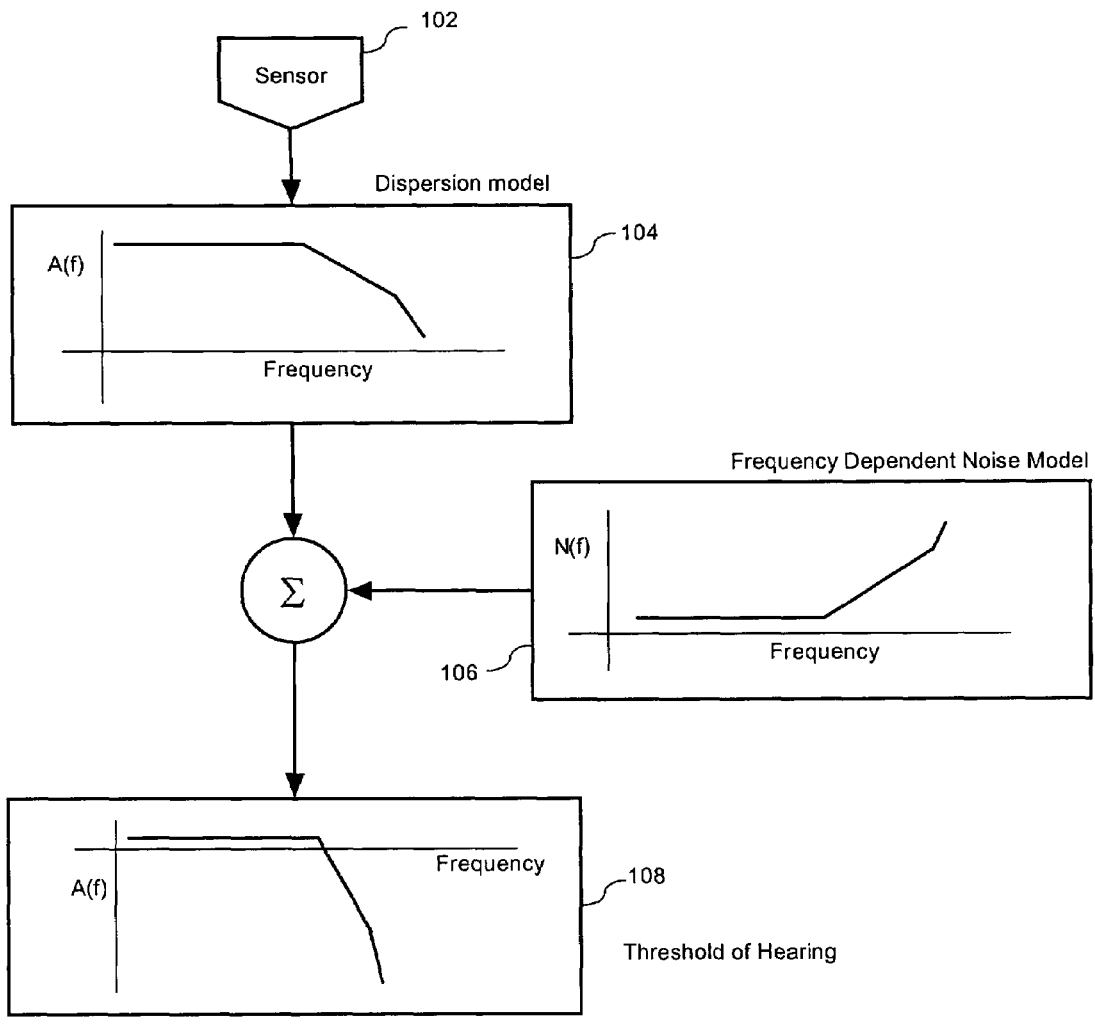 102
Sensor
Dispersion model
104
A(f)
Frequency
Frequency Dependent Noise Model
N(f)
Σ
Frequency
106
Frequency
A(f)
108
Threshold of Hearing